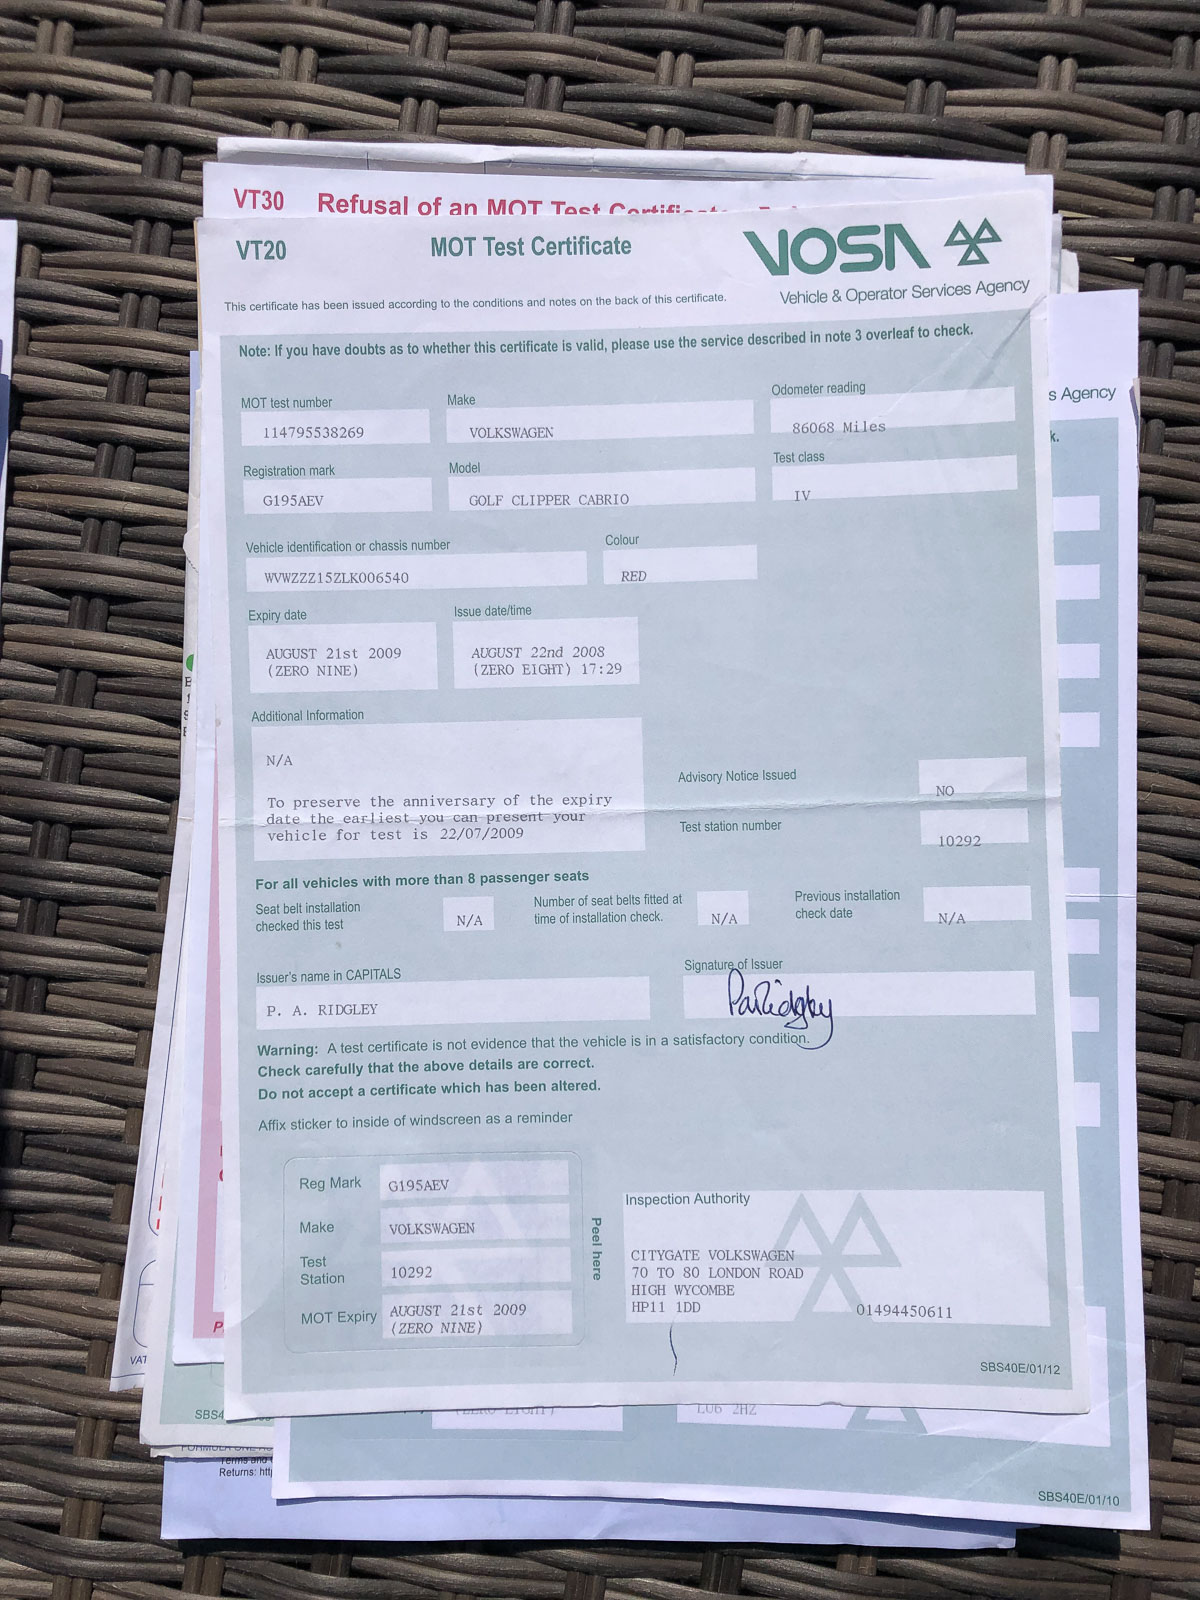 VT30 Refusal of an MOT Test
VT20
MOT Test Certificate
VOSA
Vehicle & Operator Services Agency
This certificate has been issued according to the conditions and notes on the back of this certificate.
Note: If you have doubts as to whether this certificate is valid, please use the service described in note 3 overleaf to check.
MOT test number
114795538269
Make
VOLKSWAGEN
Odometer reading
86068 Miles
Registration mark
G195AEV
Model
GOLF CLIPPER CABRIO
Test class
IV
Vehicle identification or chassis number
WVWZZZ15ZLK006540
Colour
RED
Expiry date
AUGUST 21st 2009
(ZERO NINE)
Issue date/time
AUGUST 22nd 2008
(ZERO EIGHT) 17:29
Additional Information
N/A
To preserve the anniversary of the expiry
date the earliest you can present your
vehicle for test is 22/07/2009
Advisory Notice Issued
NO
Test station number
10292
For all vehicles with more than 8 passenger seats
Seat belt installation
checked this test
N/A
Number of seat belts fitted at
time of installation check.
N/A
Previous installation
check date
N/A
Issuer's name in CAPITALS
P. A. RIDGLEY
Signature of Issuer
PaRidgley
Warning: A test certificate is not evidence that the vehicle is in a satisfactory condition.
Check carefully that the above details are correct.
Do not accept a certificate which has been altered.
Affix sticker to inside of windscreen as a reminder
Reg Mark
G195AEV
Make
VOLKSWAGEN
Test
Station
10292
MOT Expiry
AUGUST 21st 2009
(ZERO NINE)
Peel here
Inspection Authority
CITYGATE VOLKSWAGEN
70 TO 80 LONDON ROAD
HIGH WYCOMBE
HP11 1DD
01494450611
SBS40E/01/12
s Agency
k.
VAT
SBS4
(ZERO EIGHT)
LU6 2HZ
Terms and
Returns: htt
SBS40E/01/10